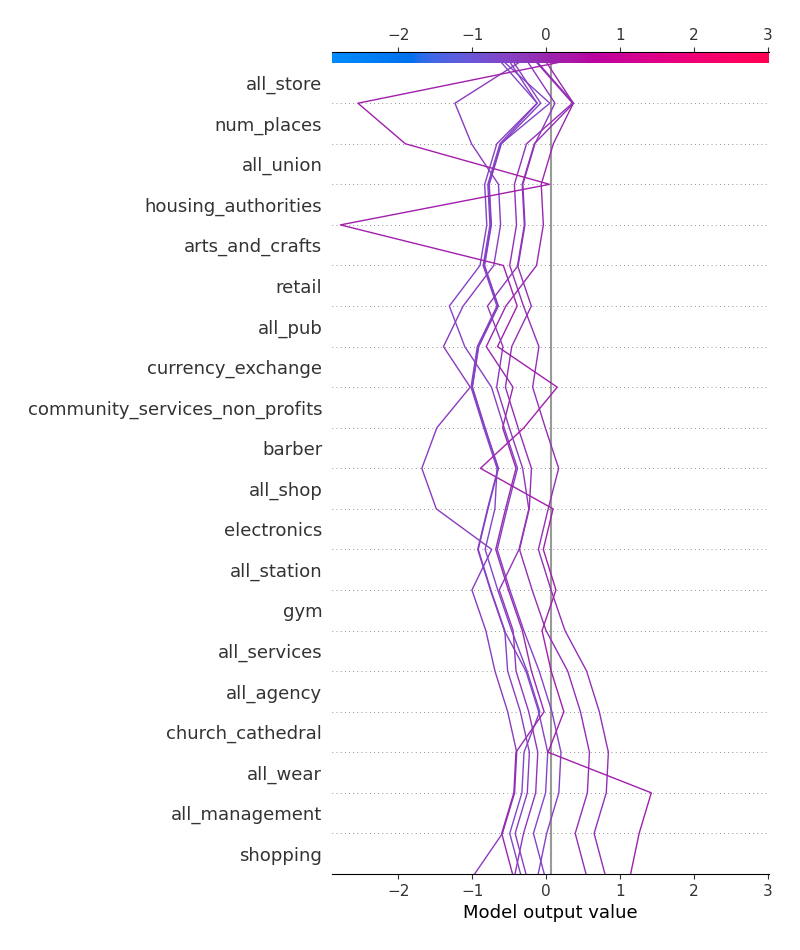 −2 −1 0 1 2 3
all_store
num_places
all_union
housing_authorities
arts_and_crafts
retail
all_pub
currency_exchange
community_services_non_profits
barber
all_shop
electronics
all_station
gym
all_services
all_agency
church_cathedral
all_wear
all_management
shopping
−2 −1 0 1 2 3
Model output value